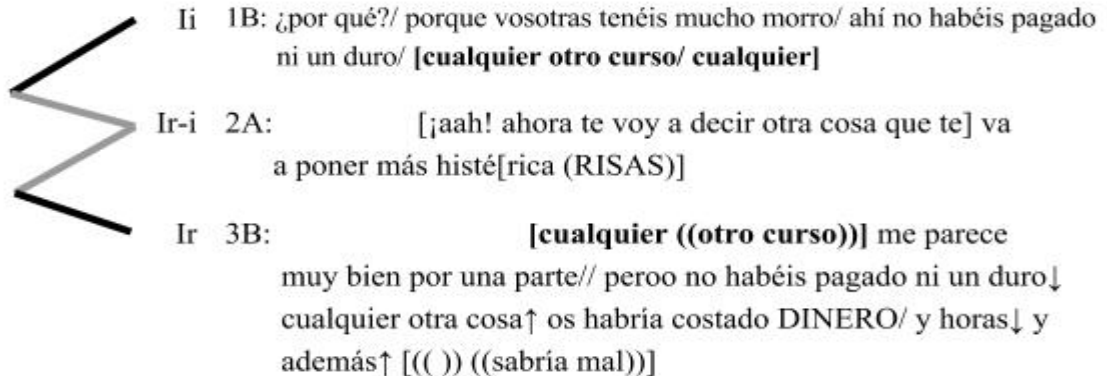 Ii 1B: ¿por qué?/ porque vosotras tenéis mucho morro/ ahí no habéis pagado
ni un duro/ [cualquier otro curso/ cualquier]
Ir-i 2A: [¡aah! ahora te voy a decir otra cosa que te] va
a poner más histé[rica (RISAS)]
Ir 3B: [cualquier ((otro curso))] me parece
muy bien por una parte// peroo no habéis pagado ni un duro↓
cualquier otra cosa↑ os habría costado DINERO/ y horas↓ y
además↑ [(( )) ((sabría mal))]